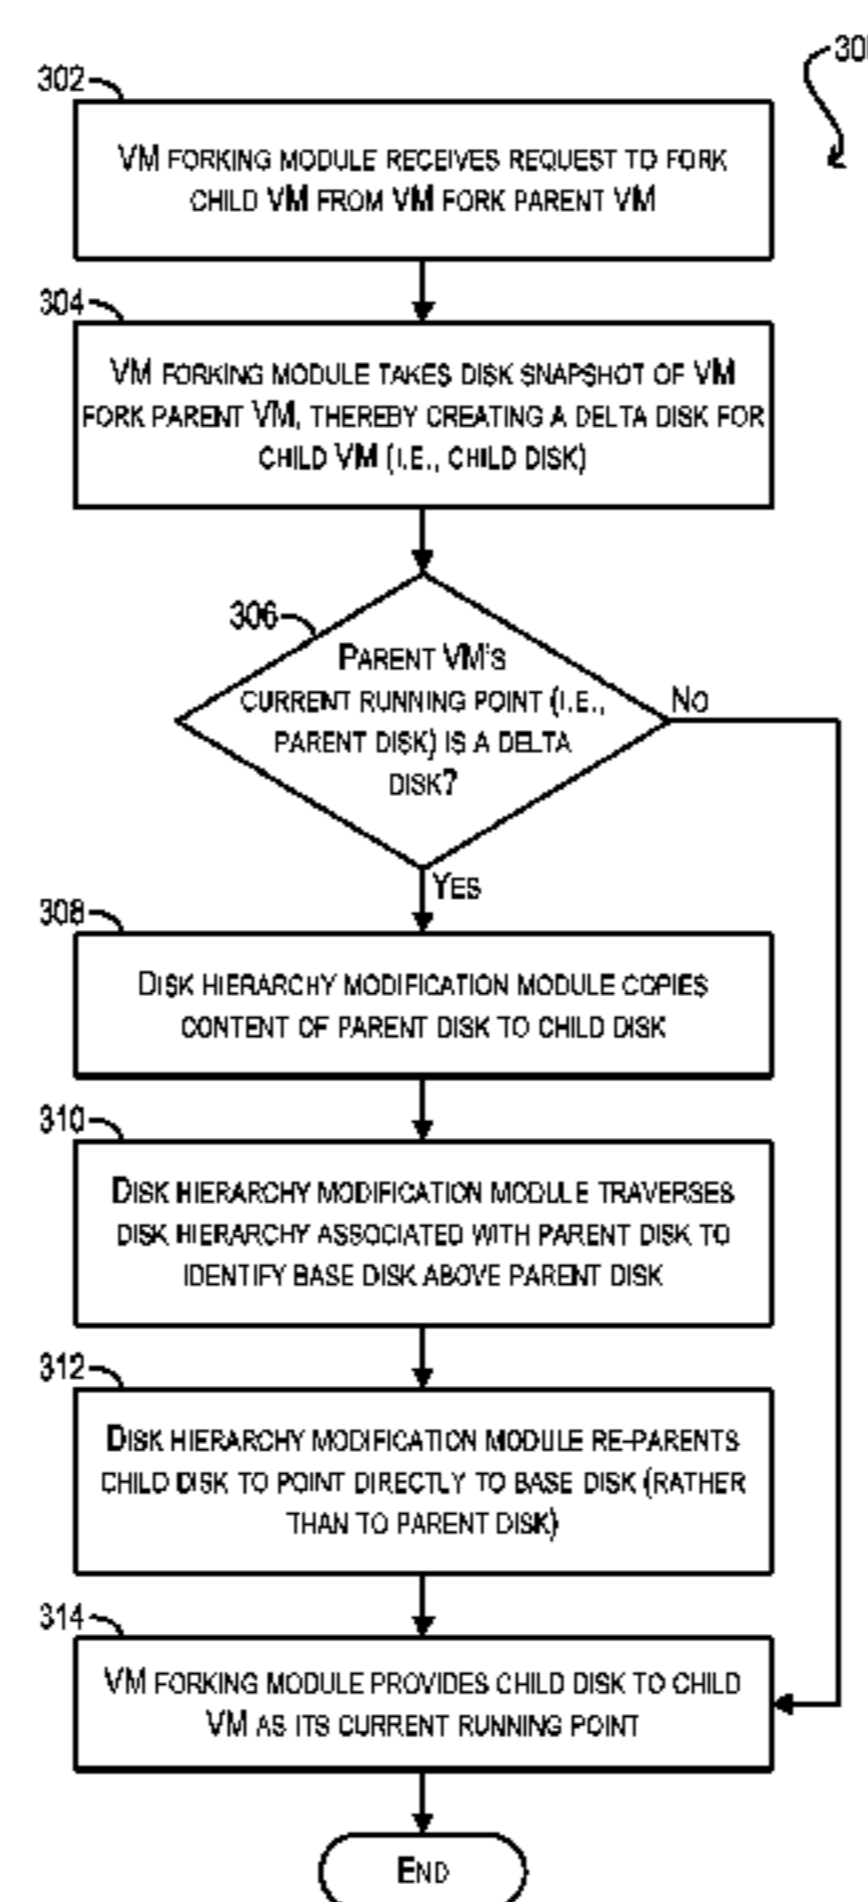 302
VM FORKING MODULE RECEIVES REQUEST TO FORK
CHILD VM FROM VM FORK PARENT VM
304
VM FORKING MODULE TAKES DISK SNAPSHOT OF VM
FORK PARENT VM, THEREBY CREATING A DELTA DISK FOR
CHILD VM (I.E., CHILD DISK)
306
PARENT VM'S
CURRENT RUNNING POINT (I.E.,
PARENT DISK) IS A DELTA
DISK?
NO
YES
308
DISK HIERARCHY MODIFICATION MODULE COPIES
CONTENT OF PARENT DISK TO CHILD DISK
310
DISK HIERARCHY MODIFICATION MODULE TRAVERSES
DISK HIERARCHY ASSOCIATED WITH PARENT DISK TO
IDENTIFY BASE DISK ABOVE PARENT DISK
312
DISK HIERARCHY MODIFICATION MODULE RE-PARENTS
CHILD DISK TO POINT DIRECTLY TO BASE DISK (RATHER
THAN TO PARENT DISK)
314
VM FORKING MODULE PROVIDES CHILD DISK TO CHILD
VM AS ITS CURRENT RUNNING POINT
END